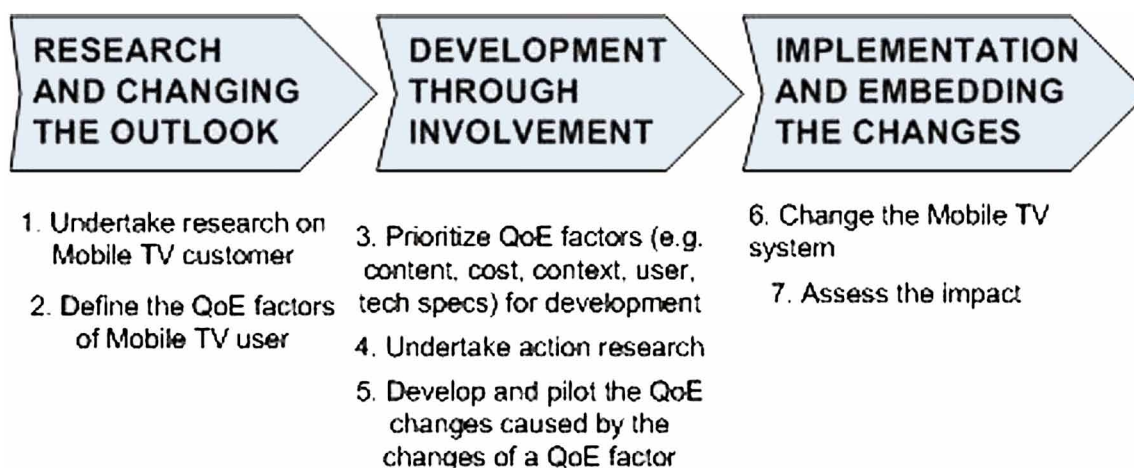 RESEARCH
AND CHANGING
THE OUTLOOK
DEVELOPMENT
THROUGH
INVOLVEMENT
IMPLEMENTATION
AND EMBEDDING
THE CHANGES
1. Undertake research on
Mobile TV customer
2. Define the QoE factors
of Mobile TV user
3. Prioritize QoE factors (e.g.
content, cost, context, user,
tech specs) for development
4. Undertake action research
5. Develop and pilot the QoE
changes caused by the
changes of a QoE factor
6. Change the Mobile TV
system
7. Assess the impact